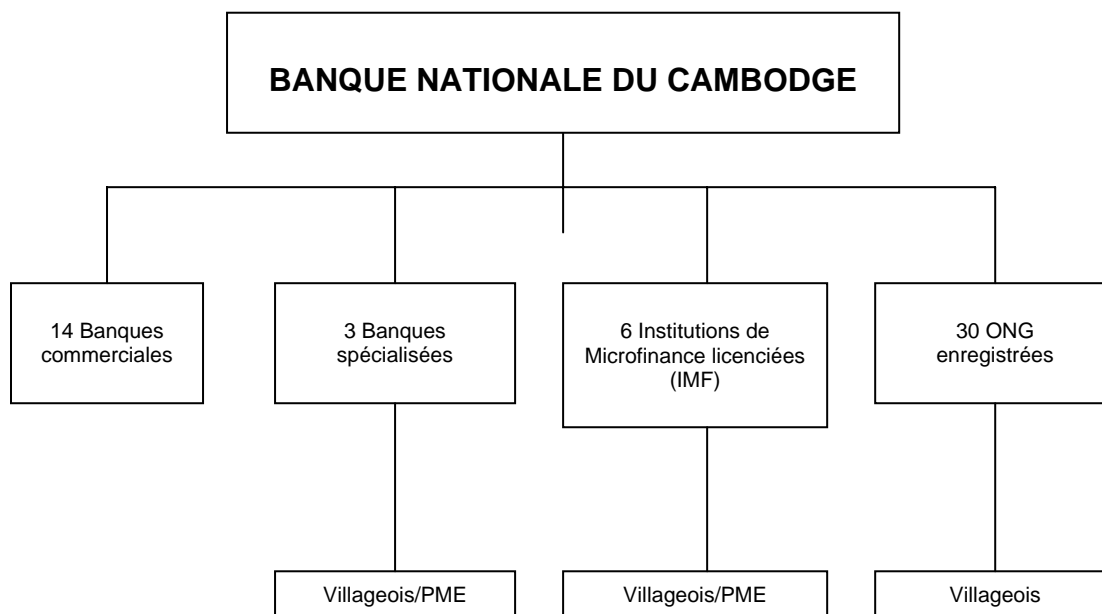 BANQUE NATIONALE DU CAMBODGE
14 Banques
commerciales
3 Banques
spécialisées
6 Institutions de
Microfinance licenciées
(IMF)
30 ONG
enregistrées
Villageois/PME
Villageois/PME
Villageois